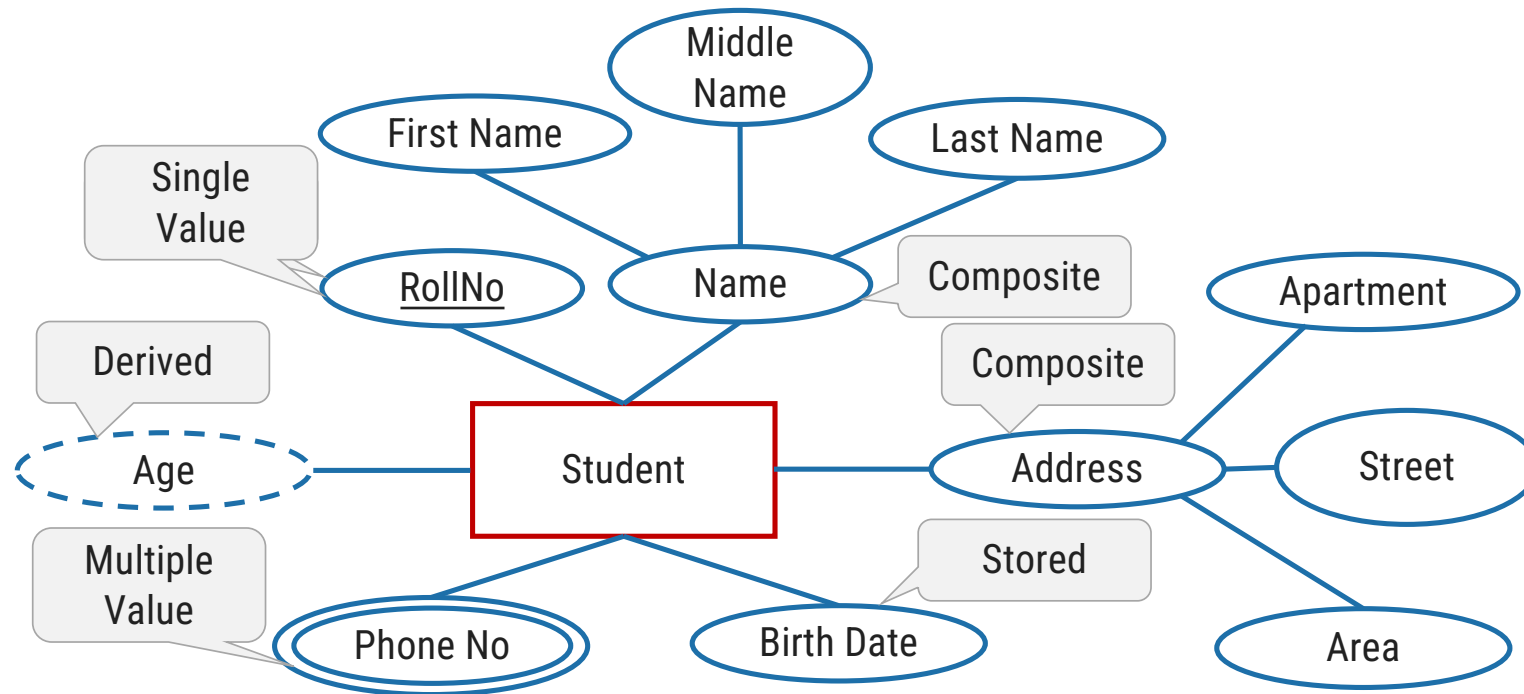 Middle
Name
First Name
Last Name
Single
Value
RollNo
Name
Composite
Apartment
Derived
Composite
Age
Student
Address
Street
Multiple
Value
Stored
Phone No
Birth Date
Area